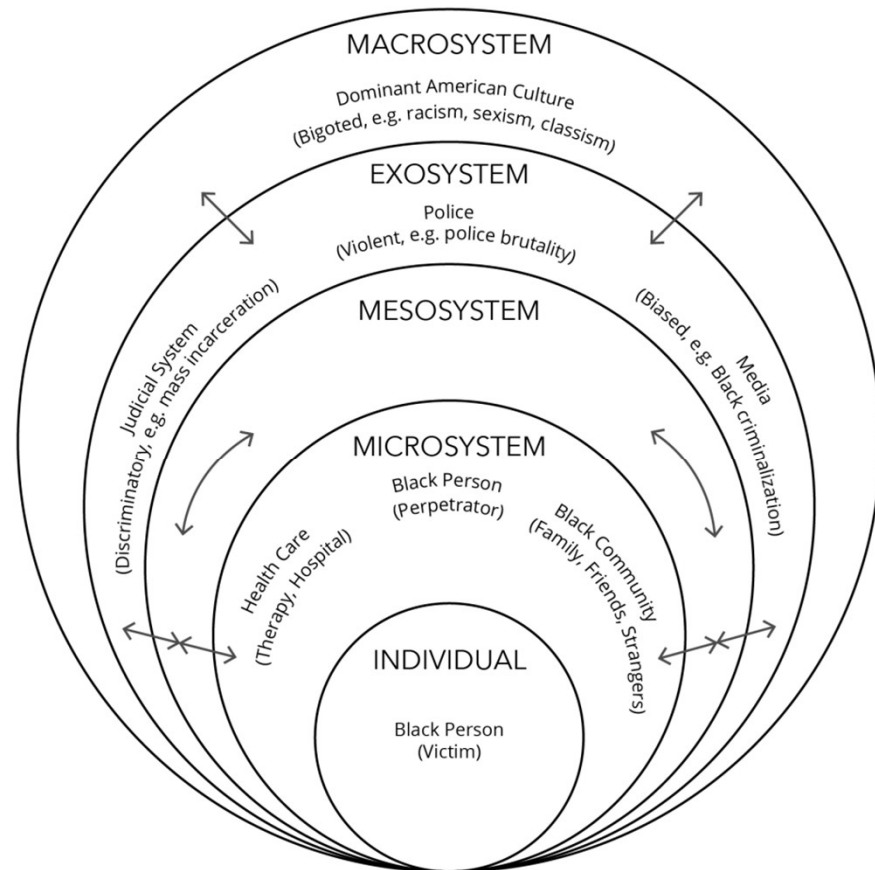 MACROSYSTEM
Dominant American Culture
(Bigoted, e.g. racism, sexism, classism)
EXOSYSTEM
Police
(Violent, e.g. police brutality)
Judicial System
(Discriminatory, e.g. mass incarceration)
Media
(Biased, e.g. Black criminalization)
MESOSYSTEM
MICROSYSTEM
Black Person
(Perpetrator)
Health Care
(Therapy, Hospital)
Black Community
(Family, Friends, Strangers)
INDIVIDUAL
Black Person
(Victim)